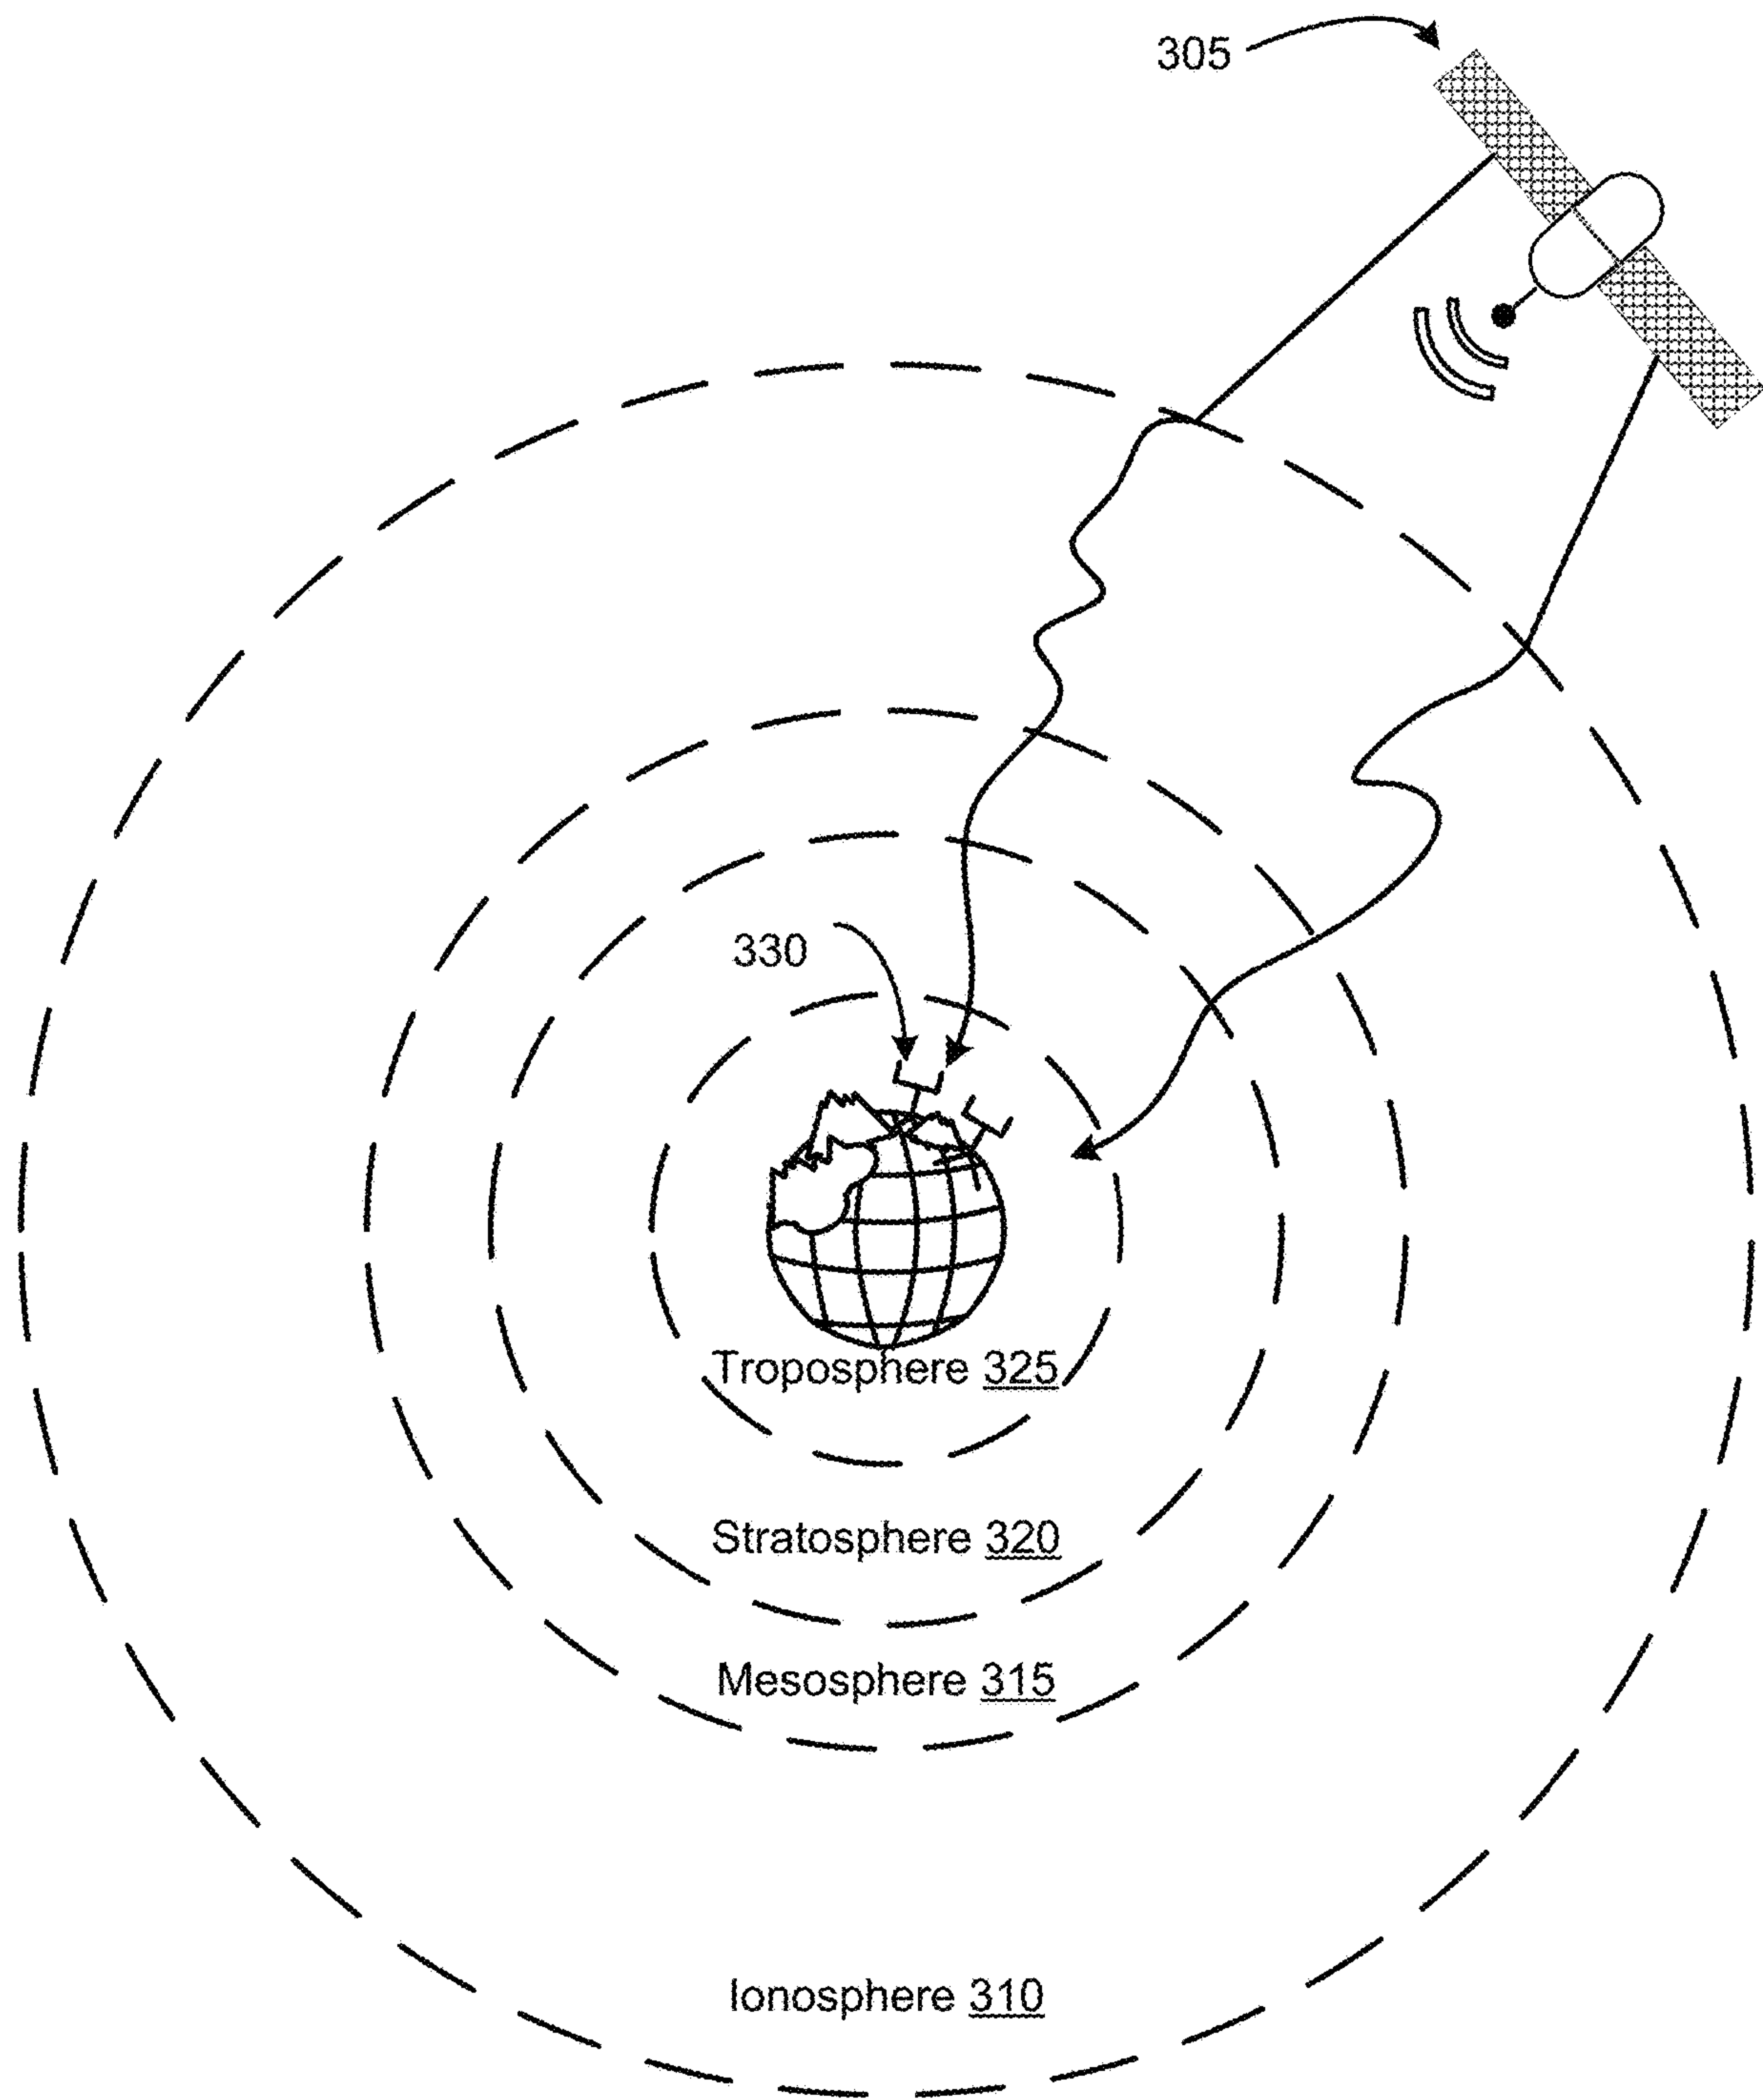 305
330
Troposphere 325
Stratosphere 320
Mesosphere 315
Ionosphere 310